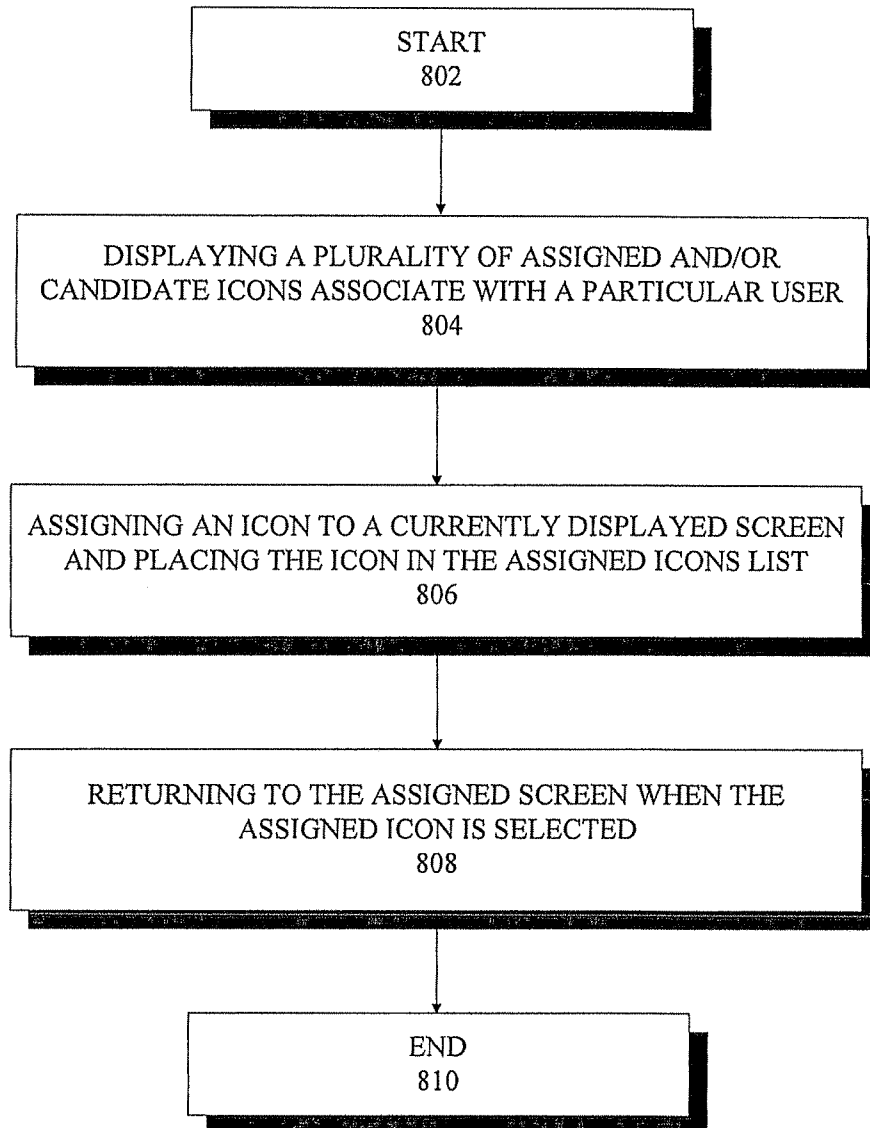 START
802
DISPLAYING A PLURALITY OF ASSIGNED AND/OR
CANDIDATE ICONS ASSOCIATE WITH A PARTICULAR USER
804
ASSIGNING AN ICON TO A CURRENTLY DISPLAYED SCREEN
AND PLACING THE ICON IN THE ASSIGNED ICONS LIST
806
RETURNING TO THE ASSIGNED SCREEN WHEN THE
ASSIGNED ICON IS SELECTED
808
END
810